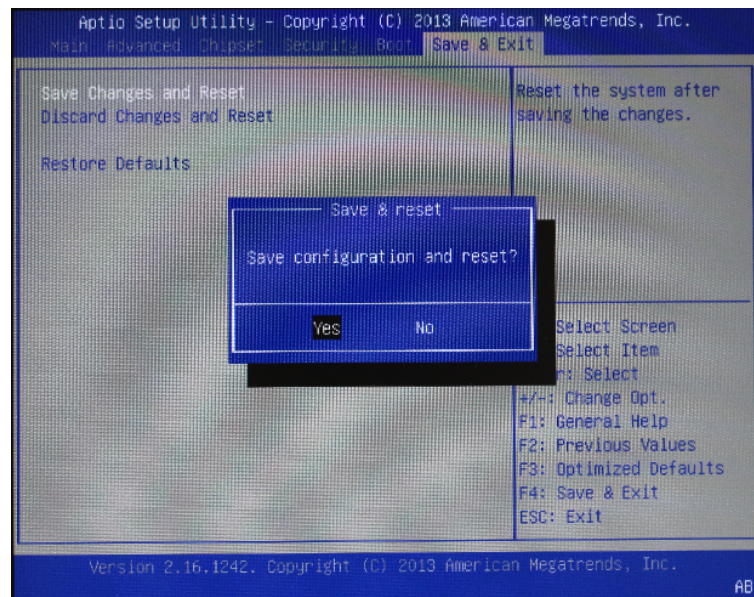 Aptio Setup Utility – Copyright (C) 2013 American Megatrends, Inc.
Main Advanced Chipset Security Boot Save & Exit
Save Changes and Reset
Discard Changes and Reset
Restore Defaults
Reset the system after
saving the changes.
Save & reset
Save configuration and reset?
Yes No
Select Screen
Select Item
r: Select
+/-: Change Opt.
F1: General Help
F2: Previous Values
F3: Optimized Defaults
F4: Save & Exit
ESC: Exit
Version 2.16.1242. Copyright (C) 2013 American Megatrends, Inc.
AB